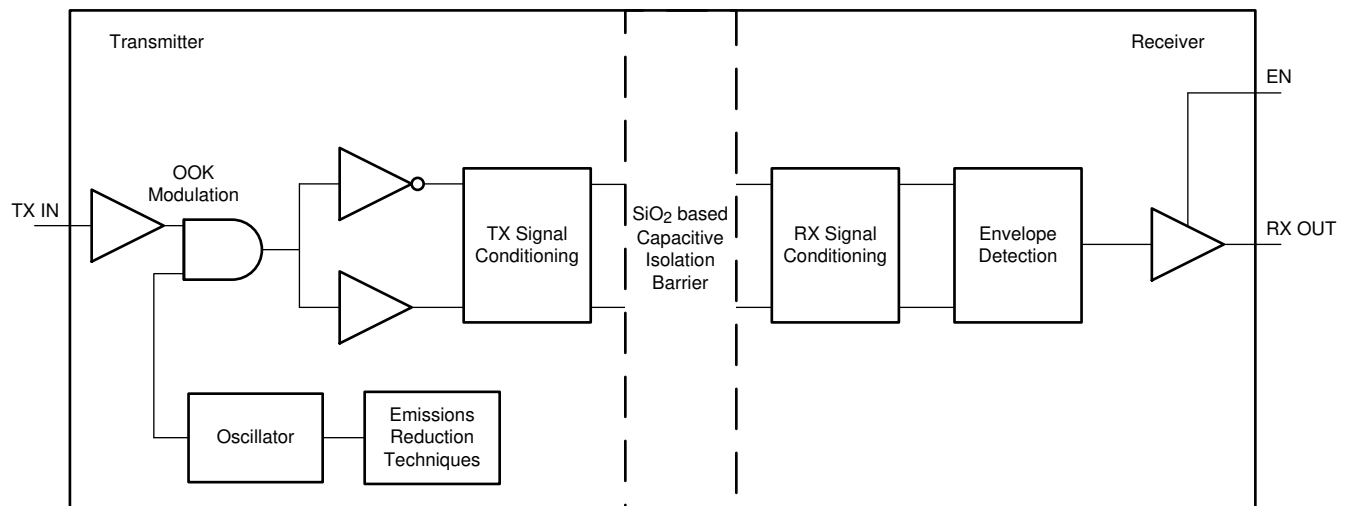 Transmitter
Receiver
EN
OOK
Modulation
TX IN
TX Signal
Conditioning
SiO2 based
Capacitive
Isolation
Barrier
RX Signal
Conditioning
Envelope
Detection
RX OUT
Oscillator
Emissions
Reduction
Techniques